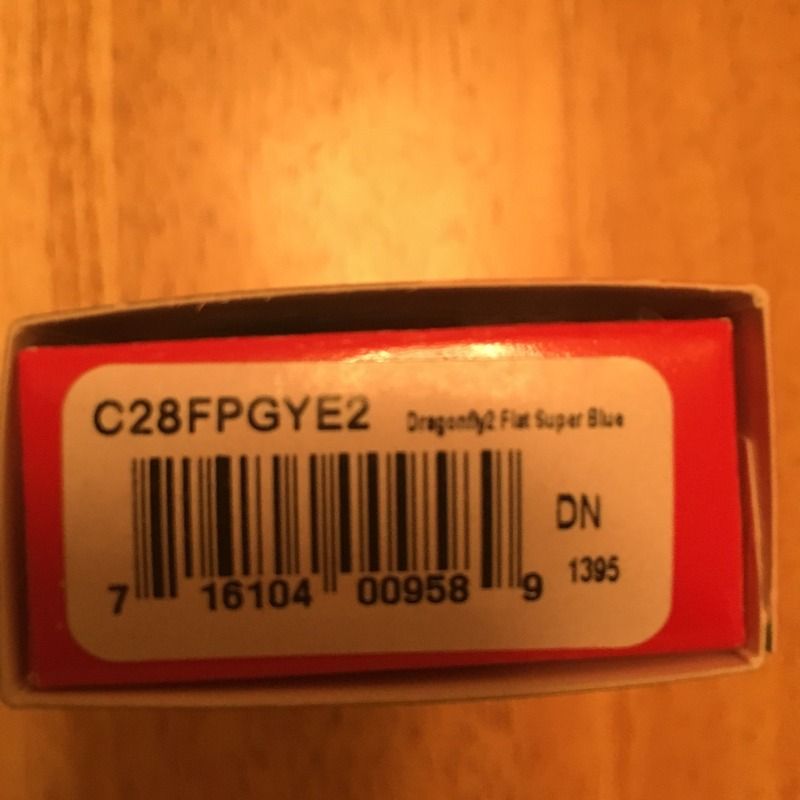 C28FPGYE2 Dragonfly2 Flat Super Blue
DN
1395
7 16104 00958 9